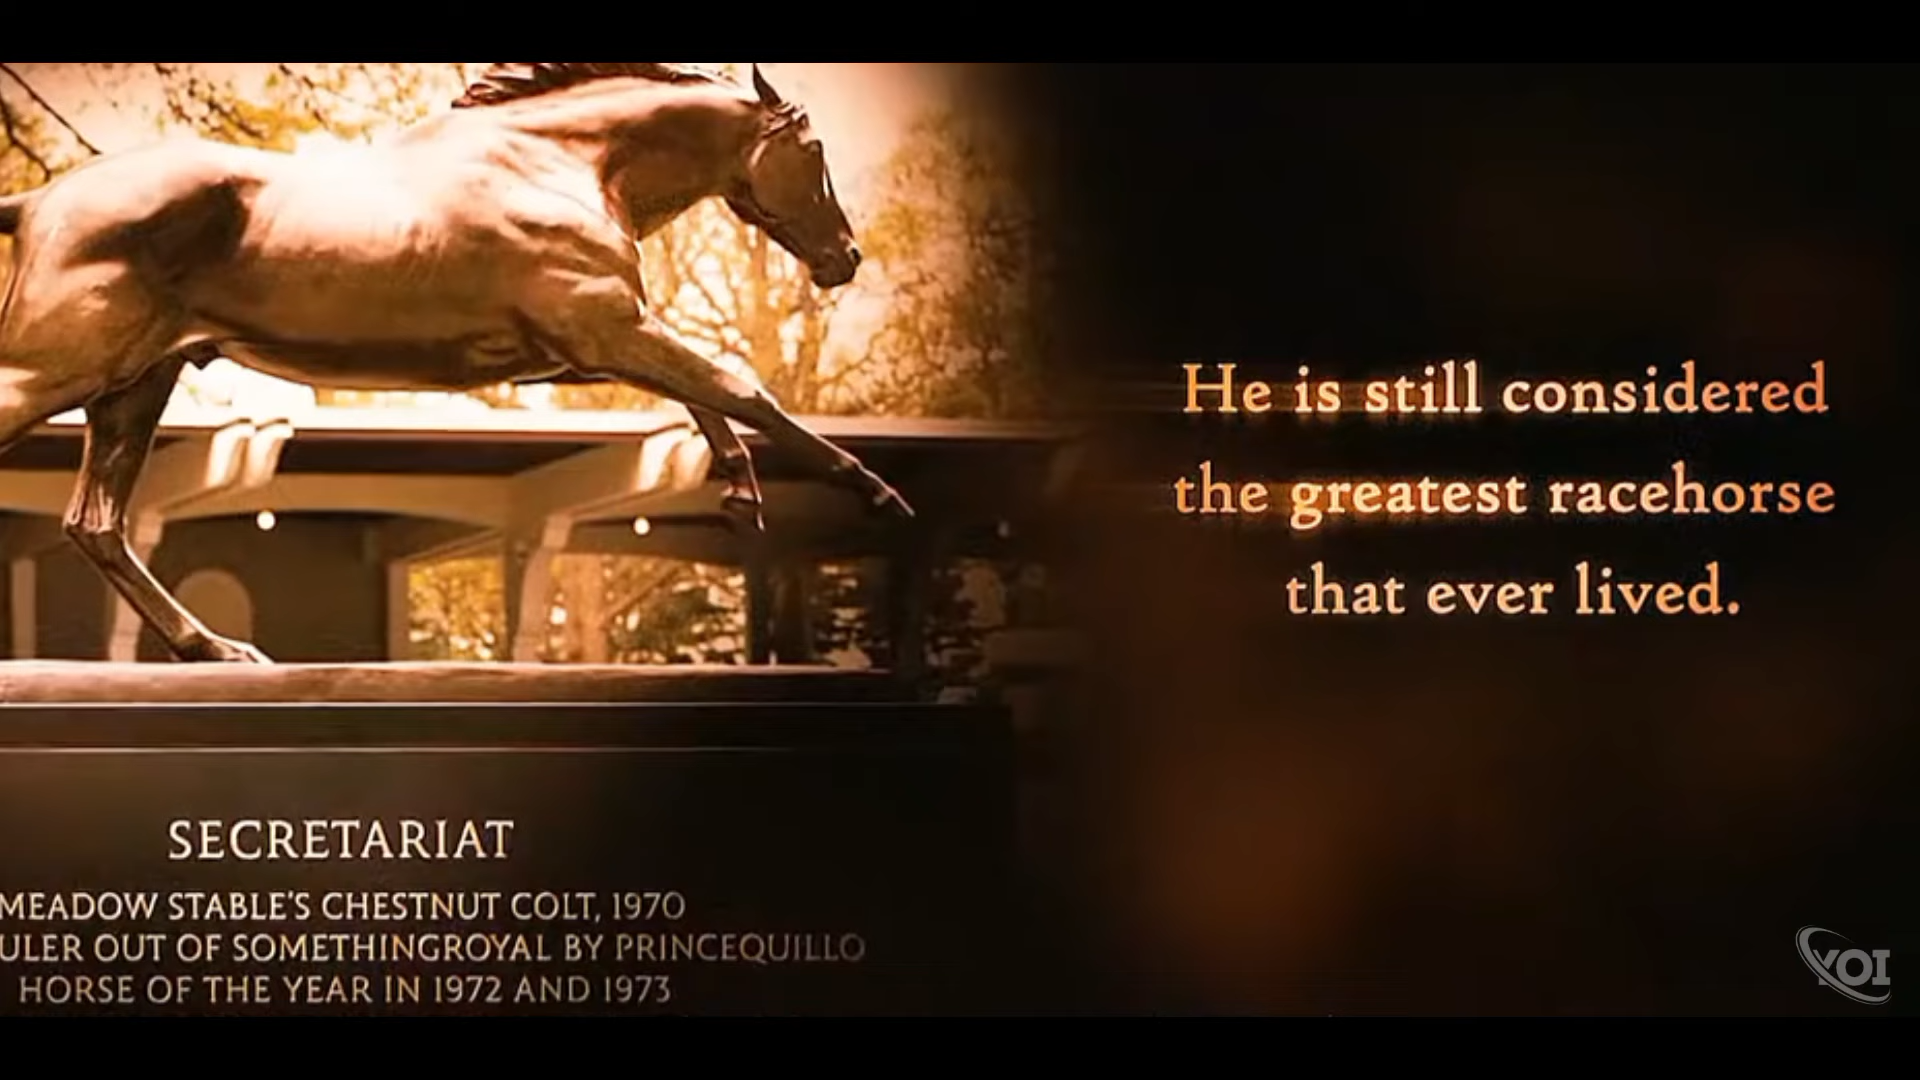 He is still considered
the greatest racehorse
that ever lived.
SECRETARIAT
MEADOW STABLE'S CHESTNUT COLT, 1970
OUT OF SOMETHINGROYAL BY PRINCEQUILLO
HORSE OF THE YEAR IN 1972 AND 1973
YOI